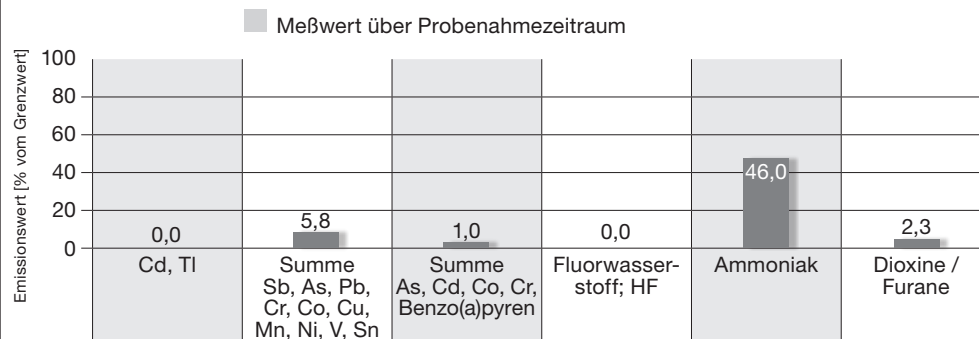 Meßwert über Probenahmezeitraum
Emissionswert [% vom Grenzwert]
100
80
60
40
20
0
0,0
5,8
1,0
0,0
46,0
2,3
Cd, Tl
Summe
Sb, As, Pb,
Cr, Co, Cu,
Mn, Ni, V, Sn
Summe
As, Cd, Co, Cr,
Benzo(a)pyren
Fluorwasser-
stoff; HF
Ammoniak
Dioxine /
Furane